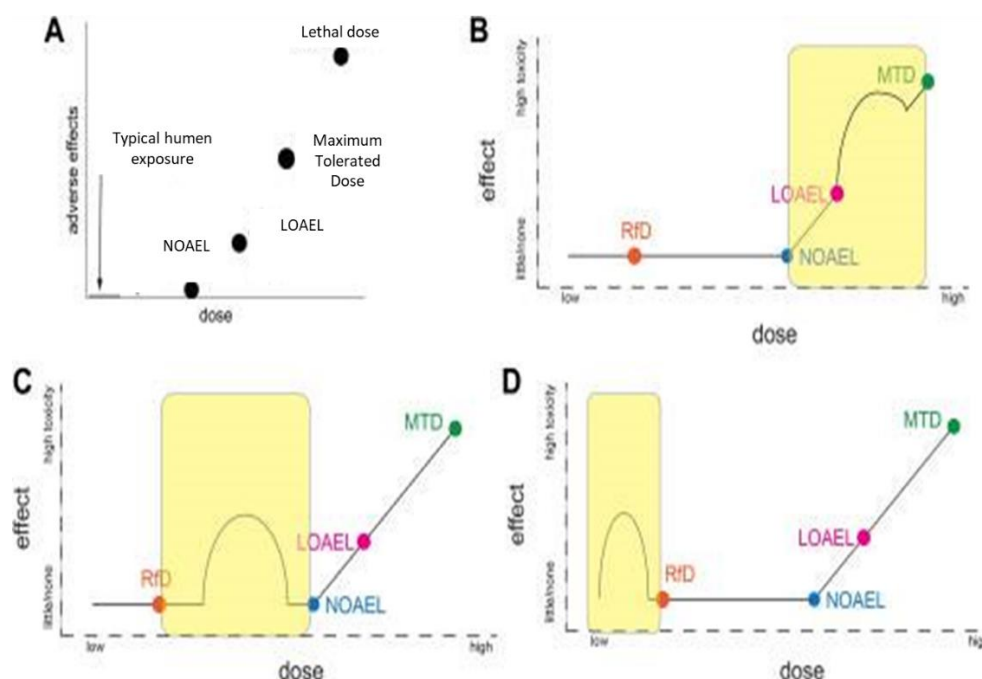 A
Lethal dose
Typical humen
exposure
Maximum
Tolerated
Dose
LOAEL
NOAEL
adverse effects
dose
B
high toxicity
effect
little/none
MTD
LOAEL
RfD
NOAEL
low
high
dose
C
high toxicity
effect
little/none
MTD
LOAEL
RfD
NOAEL
low
high
dose
D
high toxicity
effect
little/none
MTD
LOAEL
RfD
NOAEL
low
hig
dose